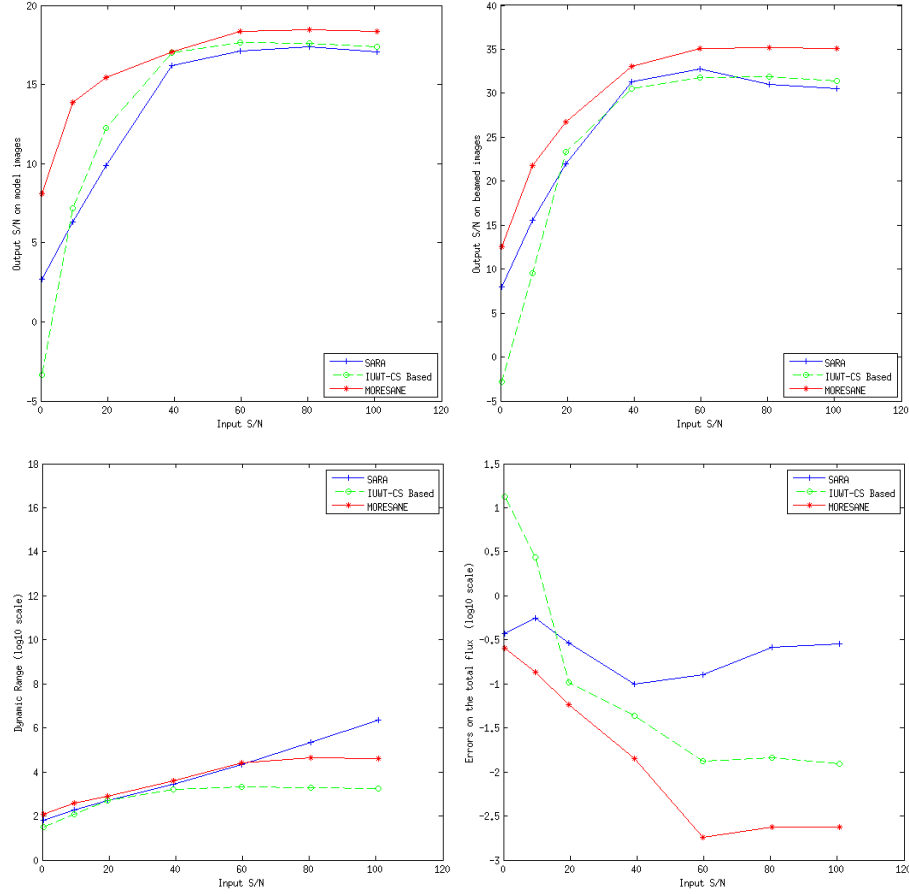 20
15
10
5
0
-5
Output S/N on model images
0 20 40 60 80 100 120
Input S/N
SARA
IUWT-CS Based
MORESANE
40
35
30
25
20
15
10
5
0
-5
Output S/N on beamed images
0 20 40 60 80 100 120
Input S/N
SARA
IUWT-CS Based
MORESANE
18
16
14
12
10
8
6
4
2
0
Dynamic Range (log10 scale)
0 20 40 60 80 100 120
Input S/N
SARA
IUWT-CS Based
MORESANE
1.5
1
0.5
0
-0.5
-1
-1.5
-2
-2.5
-3
Errors on the total flux (log10 scale)
0 20 40 60 80 100 120
Input S/N
SARA
IUWT-CS Based
MORESANE